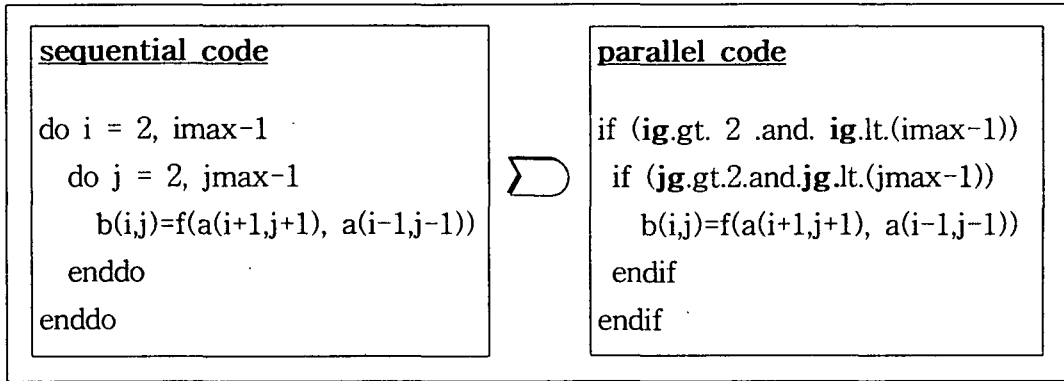 sequential code
do i = 2, imax-1
do j = 2, jmax-1
b(i,j)=f(a(i+1,j+1), a(i-1,j-1))
enddo
enddo
parallel code
if (ig.gt. 2 .and. ig.lt.(imax-1))
if (jg.gt.2.and.jg.lt.(jmax-1))
b(i,j)=f(a(i+1,j+1), a(i-1,j-1))
endif
endif